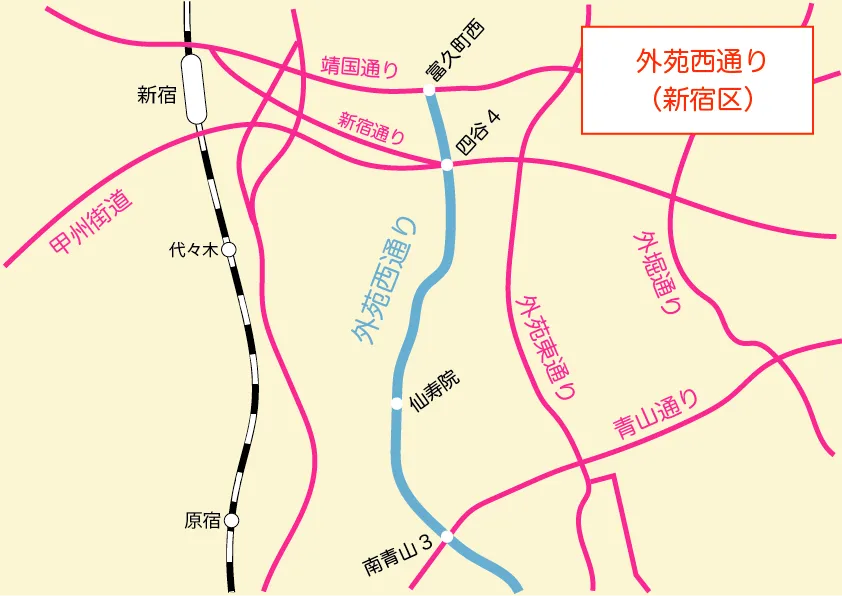 外苑西通り
（新宿区）
富久町西
靖国通り
新宿
新宿通り
四谷４
甲州街道
代々木
外苑西通り
外堀通り
外苑東通り
仙寿院
青山通り
原宿
南青山３